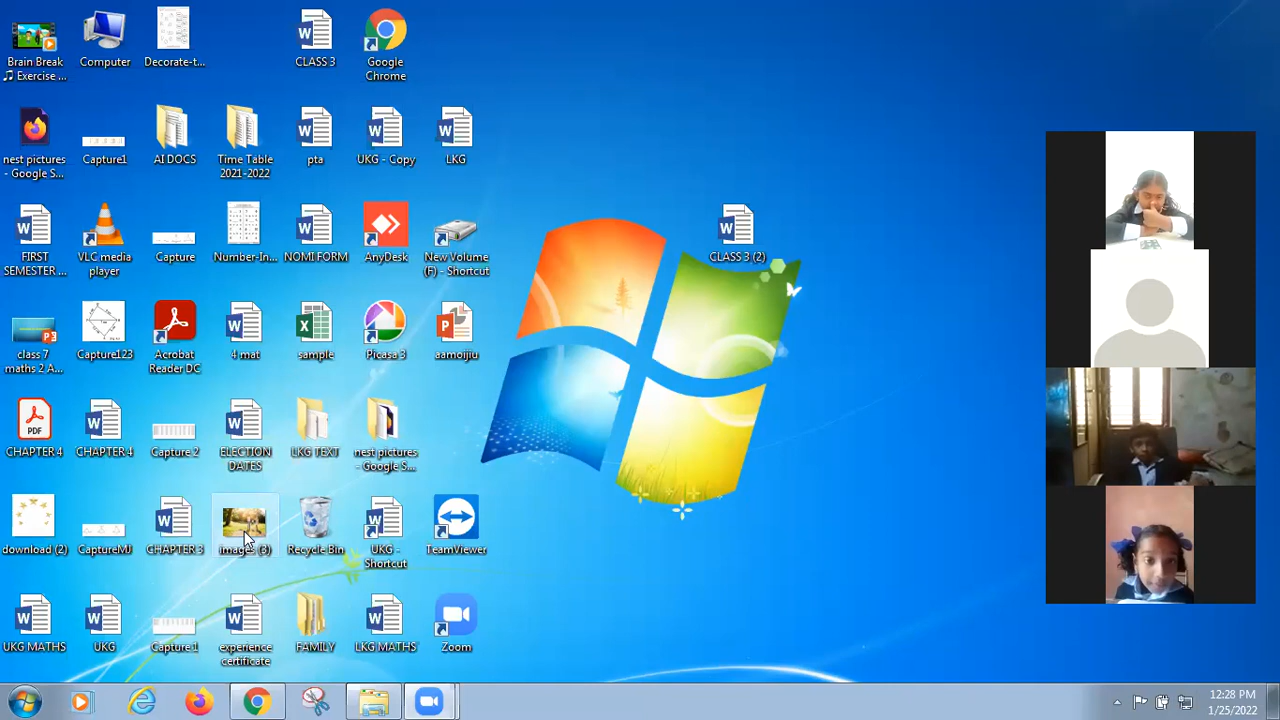 Brain Break
♫ Exercise ...
Computer
Decorate-t...
CLASS 3
Google
Chrome
nest pictures
- Google S...
Capture1
AI DOCS
Time Table
2021-2022
pta
UKG - Copy
LKG
FIRST
SEMESTER ...
VLC media
player
Capture
Number-In...
NOMI FORM
AnyDesk
New Volume
(F) - Shortcut
CLASS 3 (2)
class 7
maths 2 A...
Capture123
Acrobat
Reader DC
4 mat
sample
Picasa 3
aamoijiu
PDF
CHAPTER 4
CHAPTER 4
Capture 2
ELECTION
DATES
LKG TEXT
nest pictures
- Google S...
download (2)
CaptureMJ
CHAPTER 3
images (3)
Recycle Bin
UKG -
Shortcut
TeamViewer
UKG MATHS
UKG
Capture 1
experience
certificate
FAMILY
LKG MATHS
Zoom
12:28 PM
1/25/2022